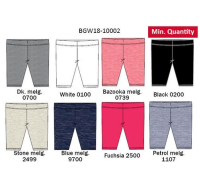 BGW18-10002
Min. Quantity
Dk. melg.
0700
White 0100
Bazooka melg.
0739
Black 0200
Stone melg.
2499
Blue melg.
9700
Fuchsia 2500
Petrol melg.
1107